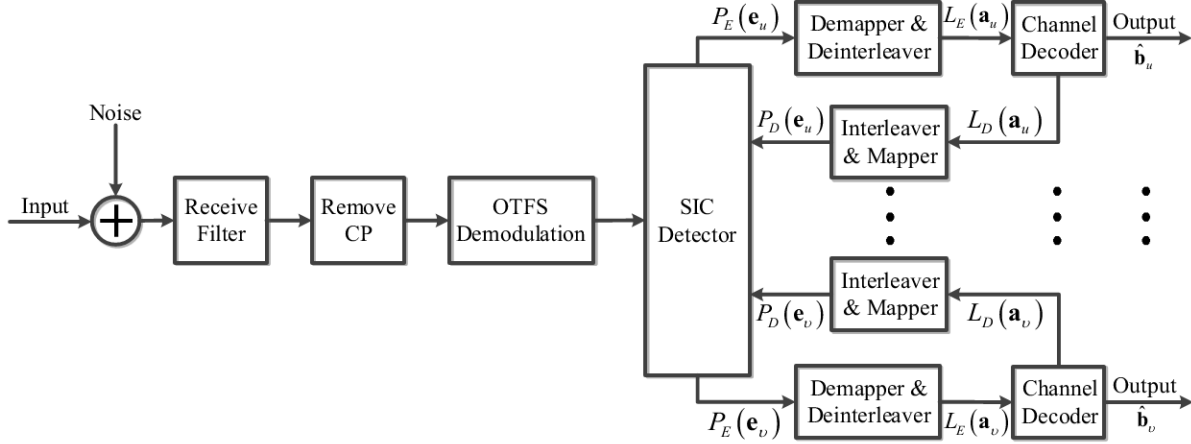 P_E(e_u)
Demapper &
Deinterleaver
L_E(a_u)
Channel
Decoder
Output
b̂_u
Noise
P_D(e_u)
Interleaver
& Mapper
L_D(a_u)
Input
Receive
Filter
Remove
CP
OTFS
Demodulation
SIC
Detector
Interleaver
& Mapper
P_D(e_υ)
L_D(a_υ)
Demapper &
Deinterleaver
P_E(e_υ)
L_E(a_υ)
Channel
Decoder
Output
b̂_υ